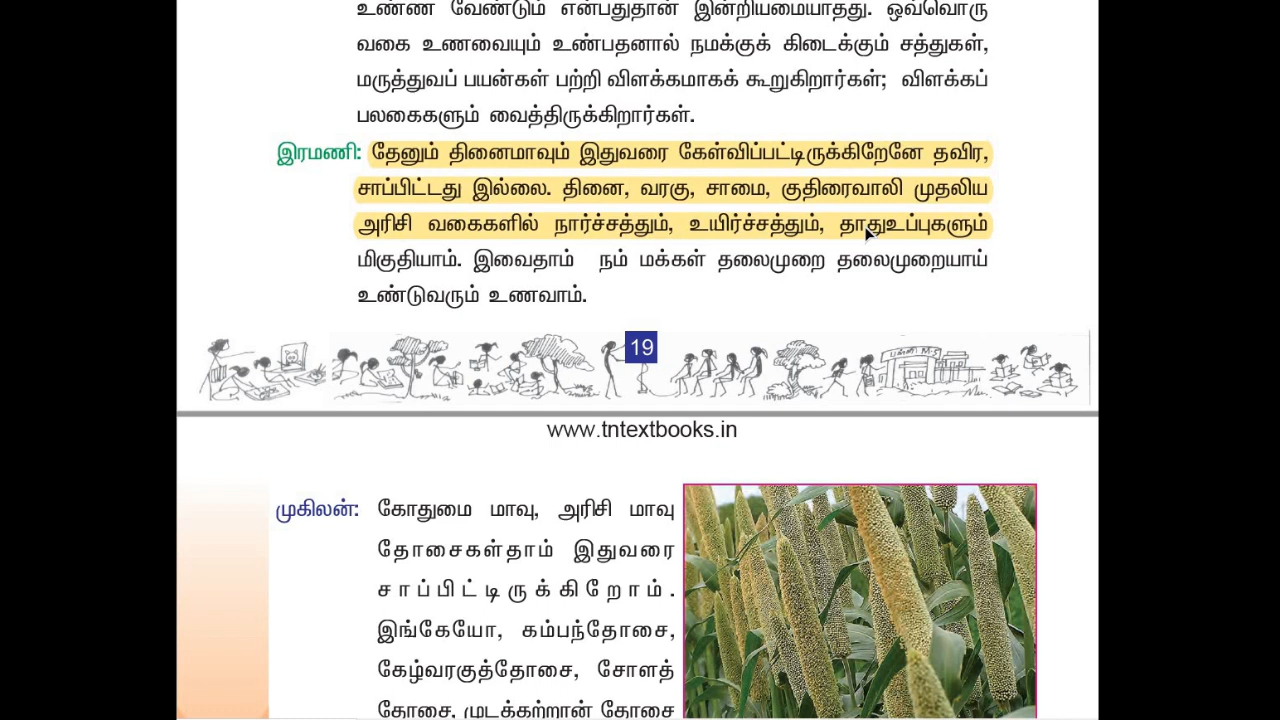 உண்ண வேண்டும் என்பதுதான் இன்றியமையாதது. ஒவ்வொரு
வகை உணவையும் உண்பதனால் நமக்குக் கிடைக்கும் சத்துகள்,
மருத்துவப் பயன்கள் பற்றி விளக்கமாகக் கூறுகிறார்கள்; விளக்கப்
பலகைகளும் வைத்திருக்கிறார்கள்.
இரமணி: தேனும் தினைமாவும் இதுவரை கேள்விப்பட்டிருக்கிறேனே தவிர,
சாப்பிட்டது இல்லை. தினை, வரகு, சாமை, குதிரைவாலி முதலிய
அரிசி வகைகளில் நார்ச்சத்தும், உயிர்ச்சத்தும், தாதுஉப்புகளும்
மிகுதியாம். இவைதாம் நம் மக்கள் தலைமுறை தலைமுறையாய்
உண்டுவரும் உணவாம்.
19
www.tntextbooks.in
முகிலன்: கோதுமை மாவு, அரிசி மாவு
தோசைகள்தாம் இதுவரை
சாப்பிட்டிருக்கிறோம்.
இங்கேயோ, கம்பந்தோசை,
கேழ்வரகுத்தோசை, சோளத்
தோசை, முடக்கற்றான் தோசை